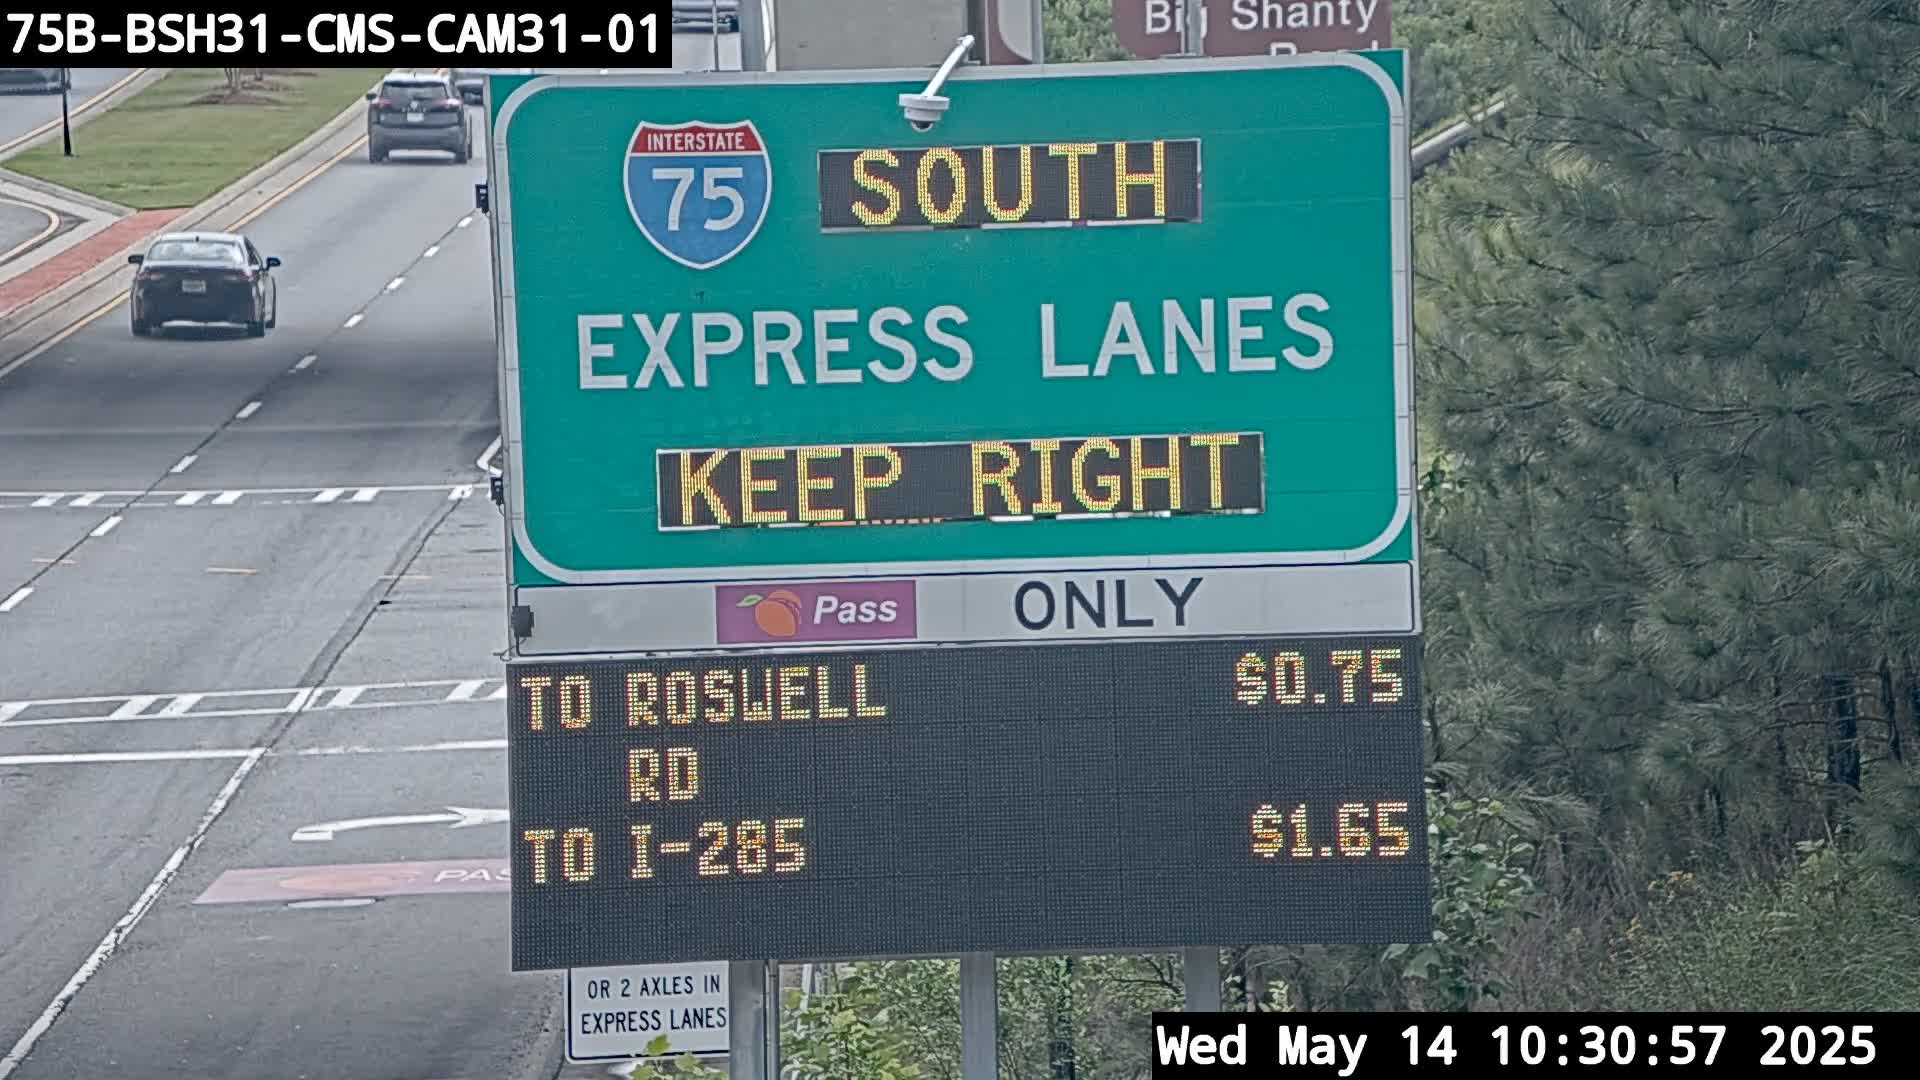 75B-BSH31-CMS-CAM31-01
Big Shanty
Road
INTERSTATE
75
SOUTH
EXPRESS LANES
KEEP RIGHT
Pass
ONLY
TO ROSWELL $0.75
RD
TO I-285 $1.65
OR 2 AXLES IN
EXPRESS LANES
Wed May 14 10:30:57 2025